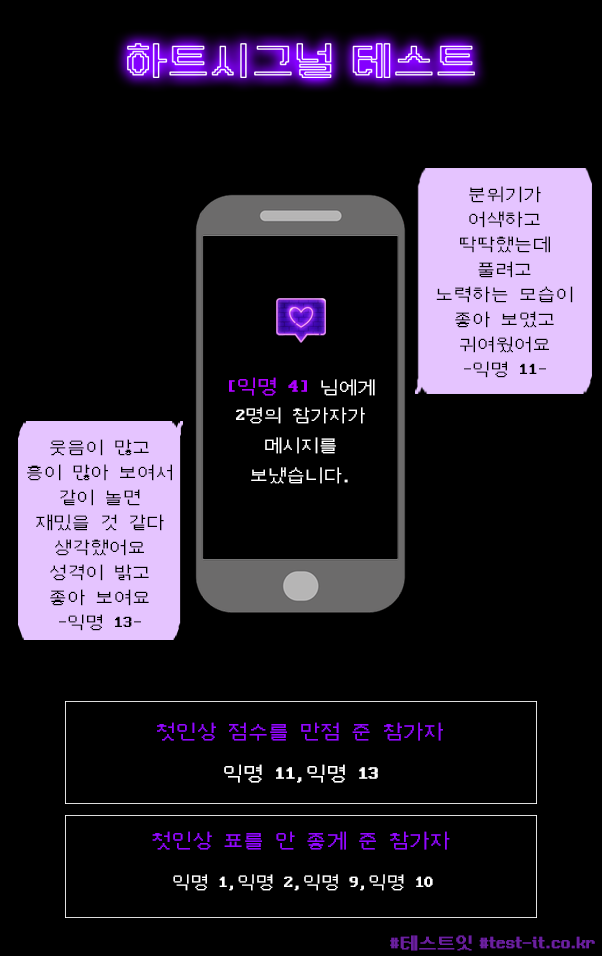 하트시그널 테스트
분위기가
어색하고
딱딱했는데
풀려고
노력하는 모습이
좋아 보였고
귀여웠어요
-익명 11-
[익명 4] 님에게
2명의 참가자가
메시지를
보냈습니다.
웃음이 많고
흥이 많아 보여서
같이 놀면
재밌을 것 같다
생각했어요
성격이 밝고
좋아 보여요
-익명 13-
첫인상 점수를 만점 준 참가자
익명 11,익명 13
첫인상 표를 안 좋게 준 참가자
익명 1,익명 2,익명 9,익명 10
#테스트잇 #test-it.co.kr